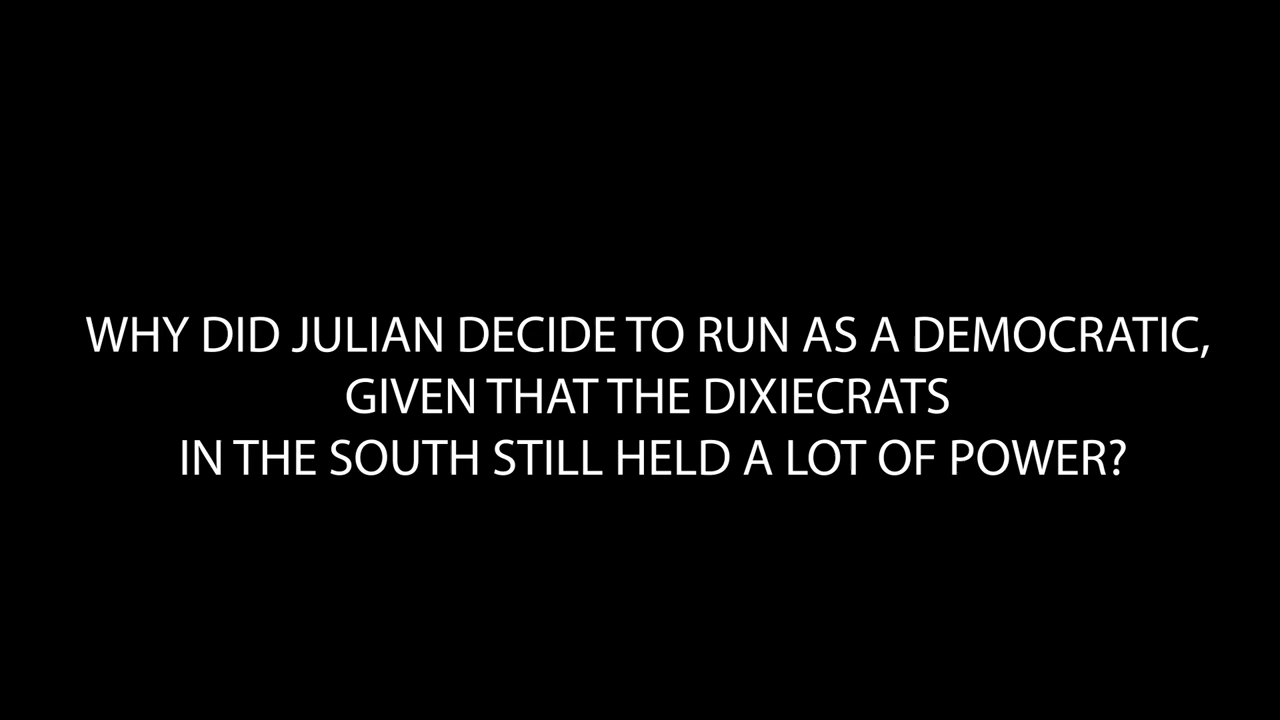 WHY DID JULIAN DECIDE TO RUN AS A DEMOCRATIC,
GIVEN THAT THE DIXIECRATS
IN THE SOUTH STILL HELD A LOT OF POWER?